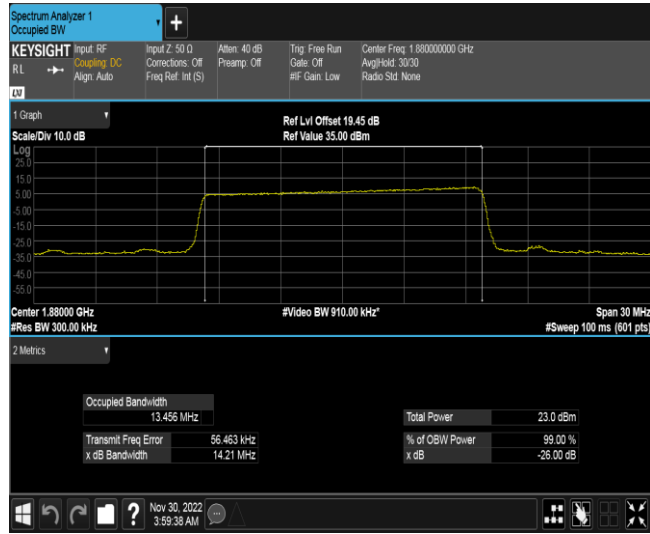 Spectrum Analyzer 1
Occupied BW
+
KEYSIGHT
RL
LXI
Input: RF
Coupling: DC
Align: Auto
Input Z: 50 Ω
Corrections: Off
Freq Ref: Int (S)
Atten: 40 dB
Preamp: Off
Trig: Free Run
Gate: Off
#IF Gain: Low
Center Freq: 1.880000000 GHz
Avg|Hold: 30/30
Radio Std: None
1 Graph
Scale/Div 10.0 dB
Ref Lvl Offset 19.45 dB
Ref Value 35.00 dBm
Log
25.0
15.0
5.00
-5.00
-15.0
-25.0
-35.0
-45.0
-55.0
Center 1.88000 GHz
#Res BW 300.00 kHz
#Video BW 910.00 kHz*
Span 30 MHz
#Sweep 100 ms (601 pts)
2 Metrics
Occupied Bandwidth
13.456 MHz
Transmit Freq Error 56.463 kHz
x dB Bandwidth 14.21 MHz
Total Power 23.0 dBm
% of OBW Power 99.00 %
x dB -26.00 dB
?
Nov 30, 2022
3:59:38 AM